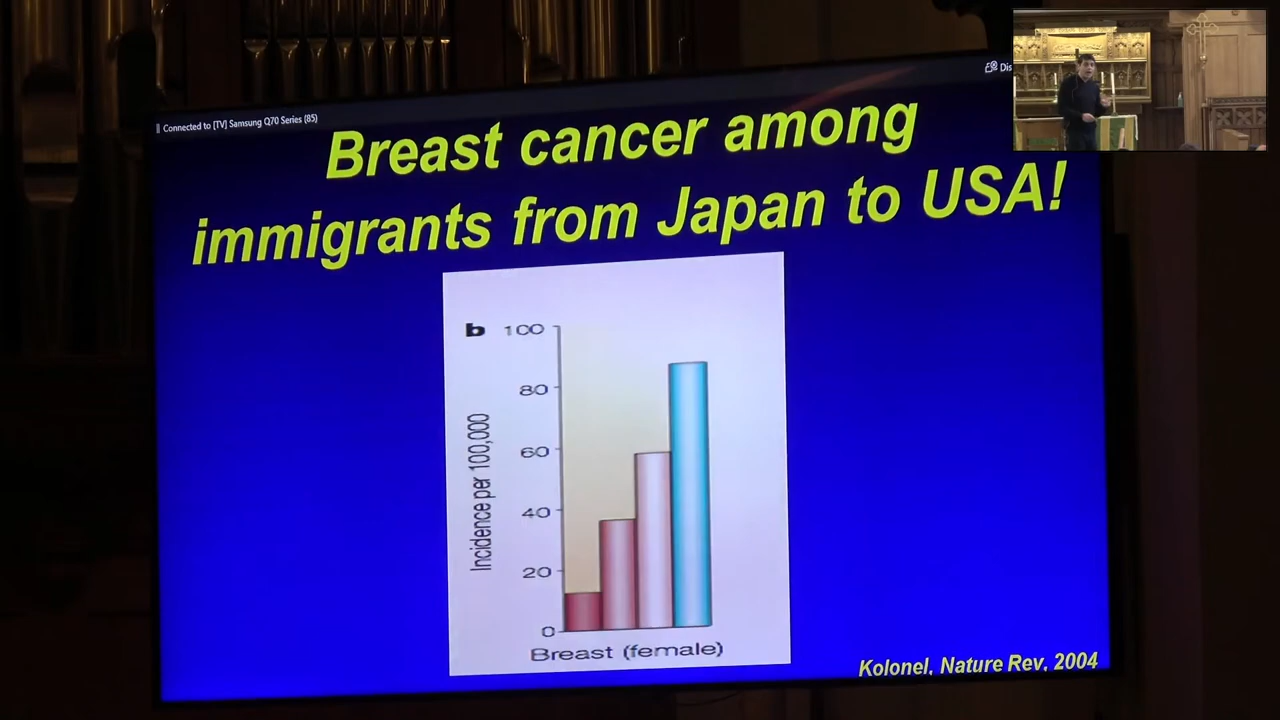 Connected to [TV] Samsung Q70 Series (85)
Dis
Breast cancer among
immigrants from Japan to USA!
b
100
80
60
40
20
0
Incidence per 100,000
Breast (female)
Kolonel, Nature Rev, 2004